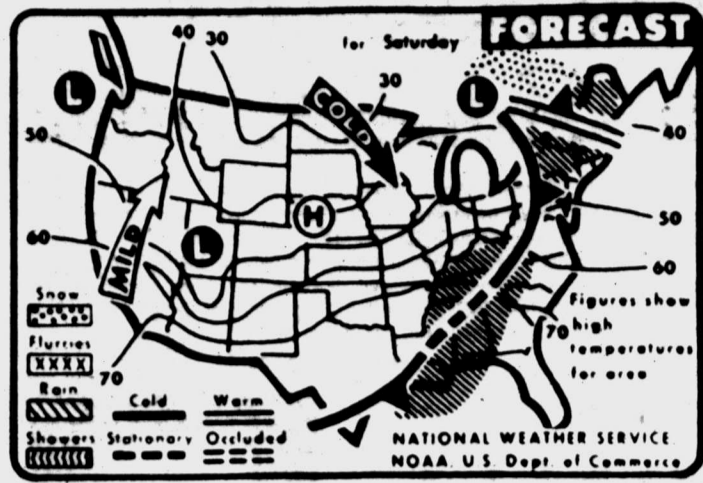 FORECAST
for Saturday
40 30
30
L
L
COLD
40
50
H
50
60
MILD
L
60
Snow
Figures show
70 high
temperatures
for area
Flurries
70
Rain
Cold Warm
Showers Stationary Occluded
NATIONAL WEATHER SERVICE
NOAA, U.S. Dept. of Commerce